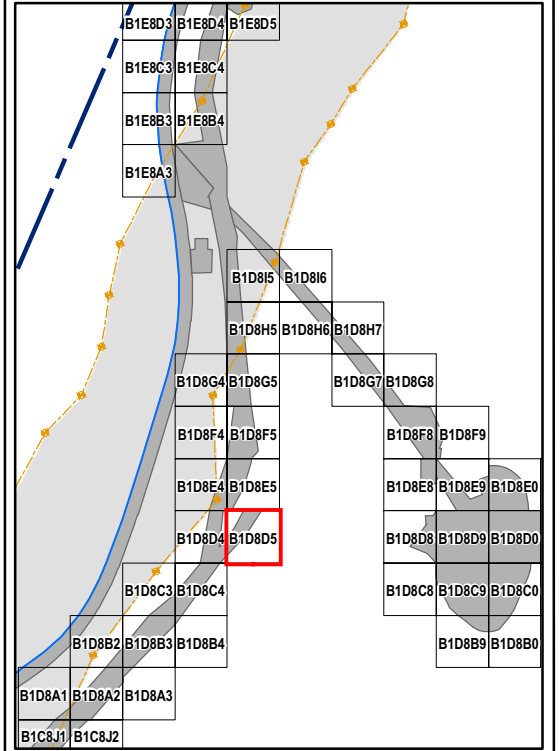 B1E8D3 B1E8D4 B1E8D5
B1E8C3 B1E8C4
B1E8B3 B1E8B4
B1E8A3
B1D8I5 B1D8I6
B1D8H5 B1D8H6 B1D8H7
B1D8G4 B1D8G5 B1D8G7 B1D8G8
B1D8F4 B1D8F5 B1D8F8 B1D8F9
B1D8E4 B1D8E5 B1D8E8 B1D8E9 B1D8E0
B1D8D4 B1D8D5 B1D8D8 B1D8D9 B1D8D0
B1D8C3 B1D8C4 B1D8C8 B1D8C9 B1D8C0
B1D8B2 B1D8B3 B1D8B4 B1D8B9 B1D8B0
B1D8A1 B1D8A2 B1D8A3
B1C8J1 B1C8J2